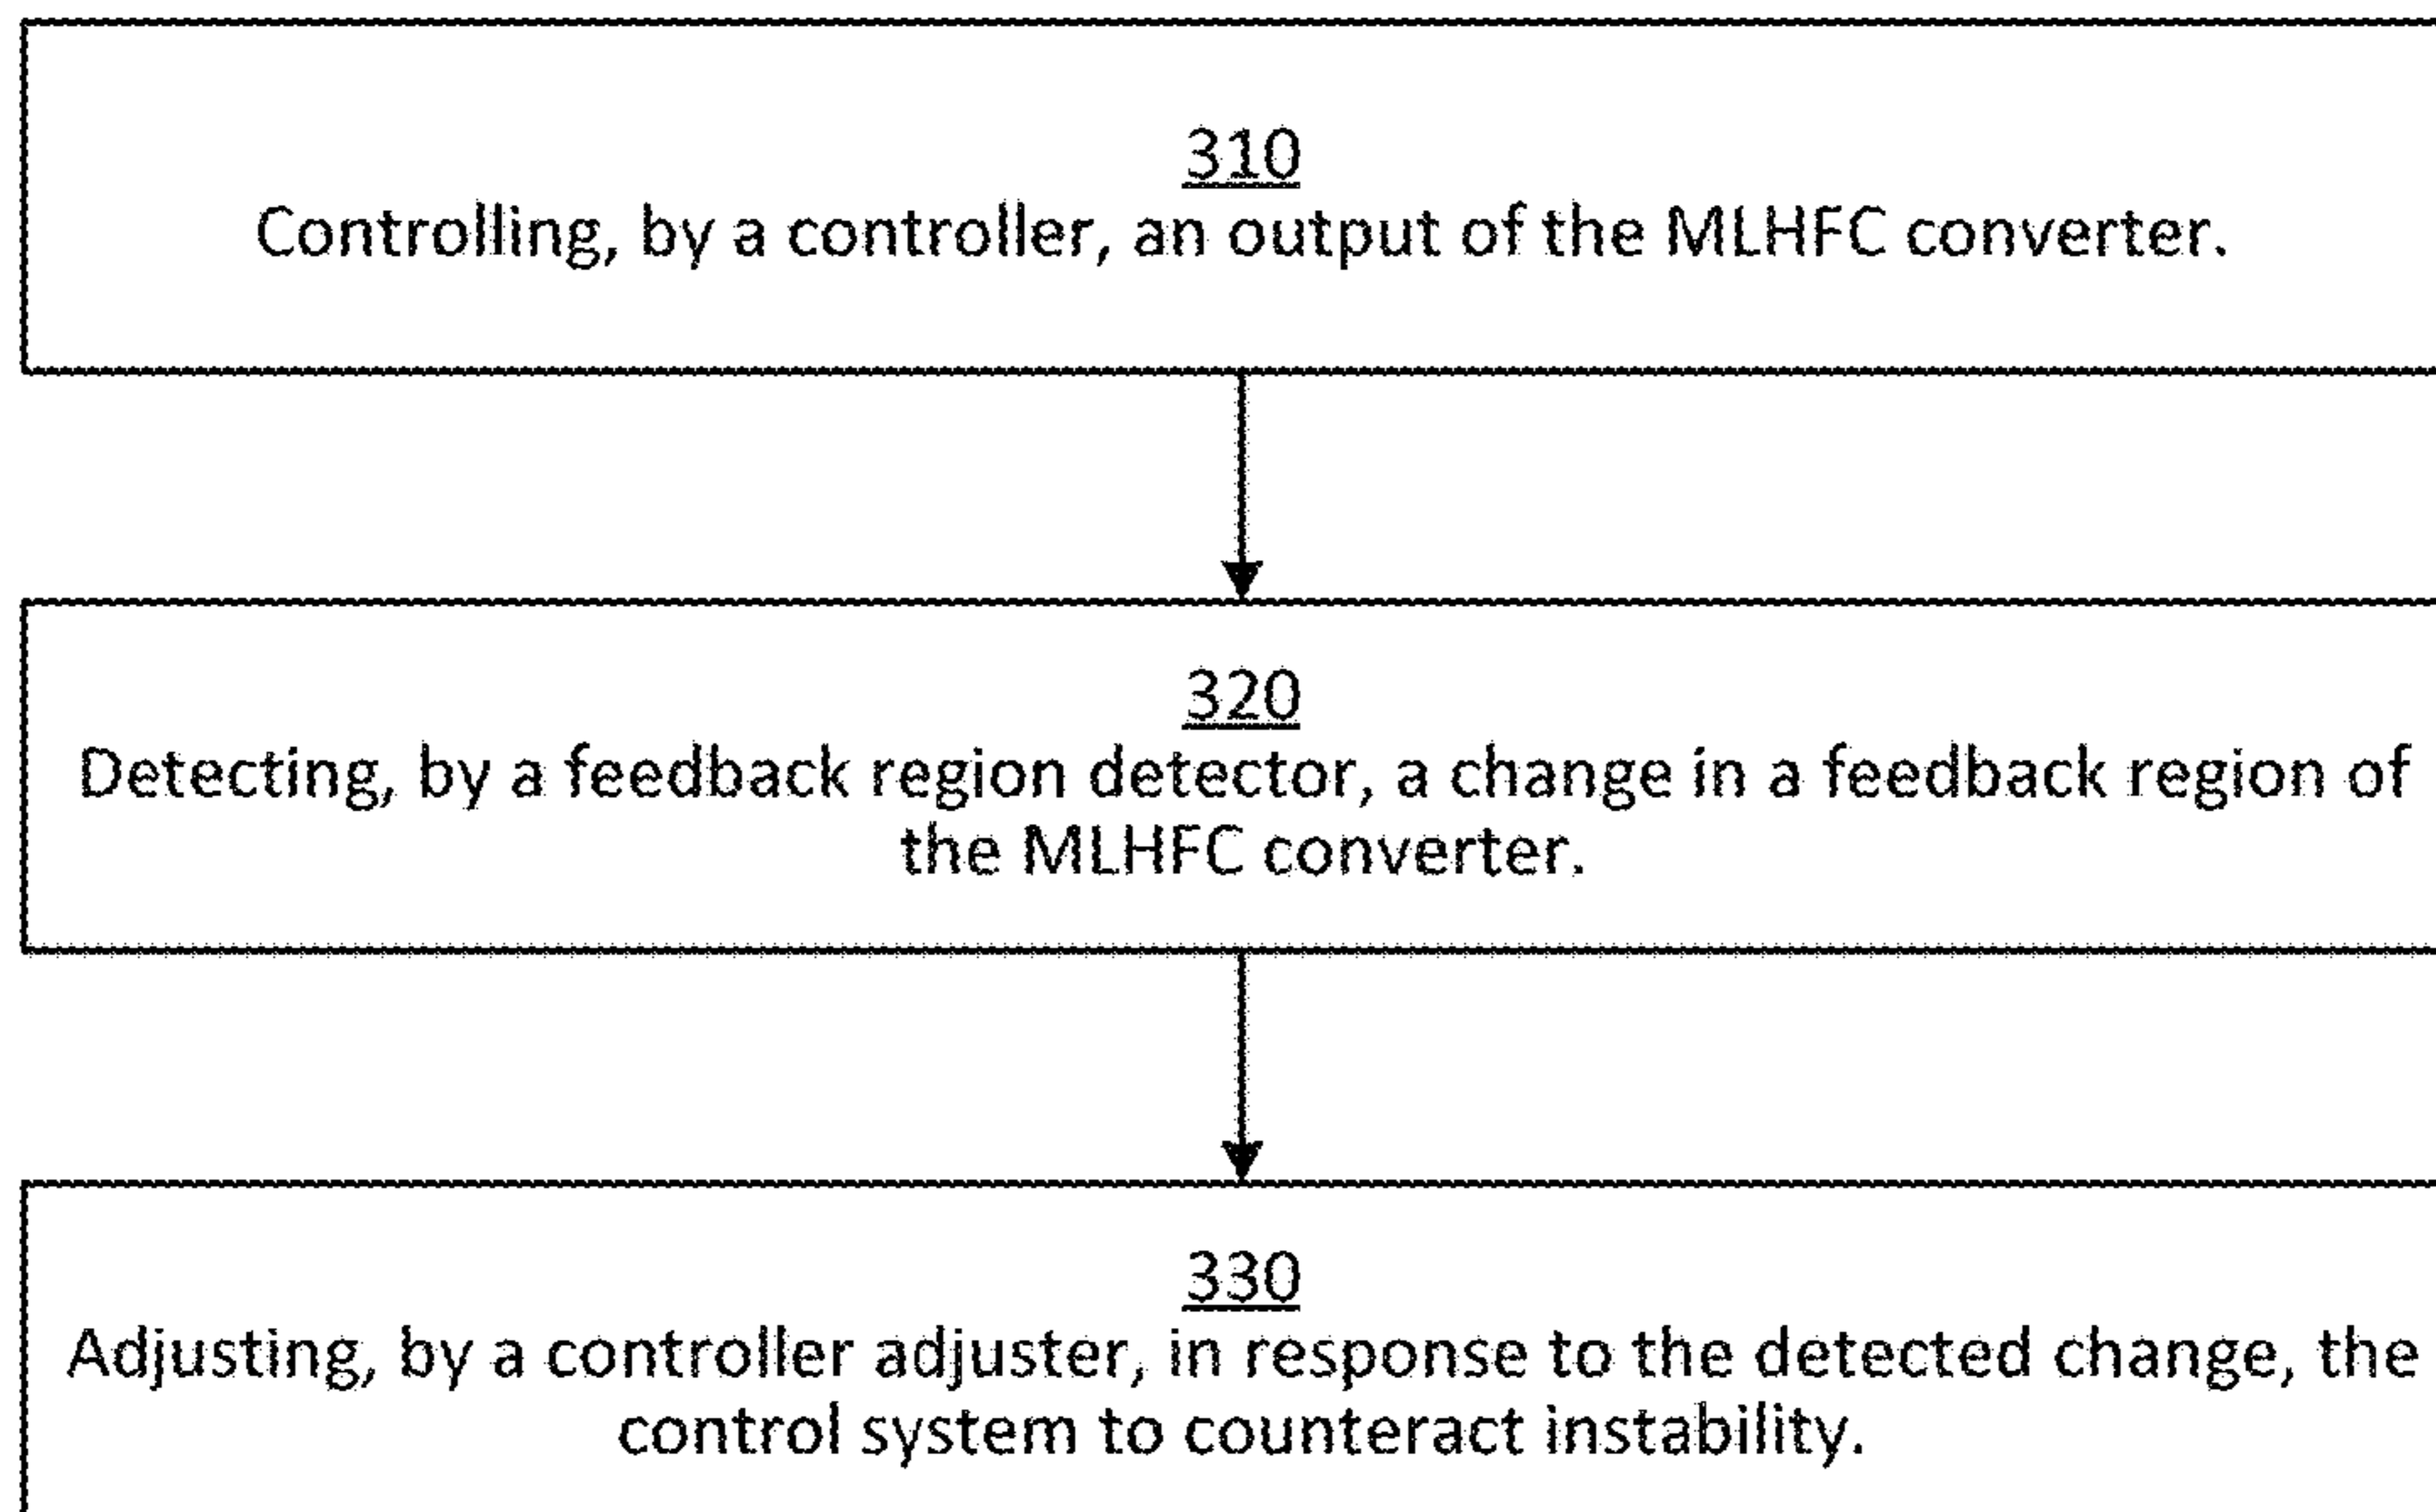 310
Controlling, by a controller, an output of the MLHFC converter.
320
Detecting, by a feedback region detector, a change in a feedback region of
the MLHFC converter.
330
Adjusting, by a controller adjuster, in response to the detected change, the
control system to counteract instability.